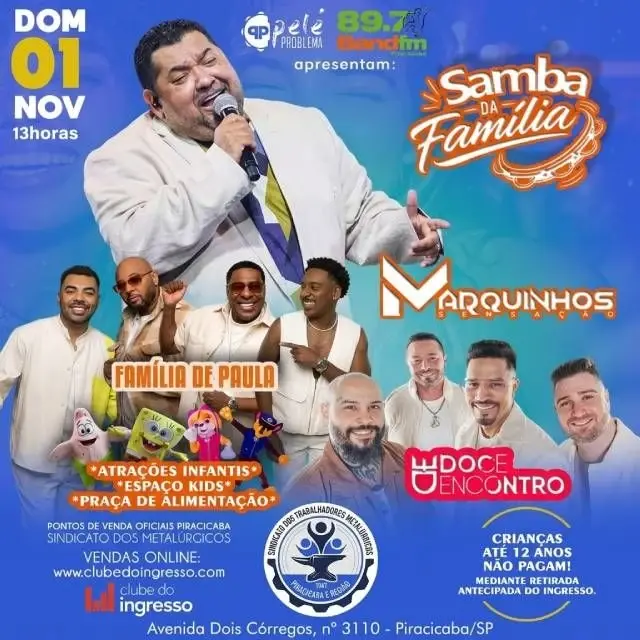 DOM
01
NOV
13horas
pp pelé
PROBLEMA
89.7
Bandfm
apresentam:
Samba
DA
Família
MARQUINHOS
SENSAÇÃO
FAMÍLIA DE PAULA
*ATRAÇÕES INFANTIS*
*ESPAÇO KIDS*
*PRAÇA DE ALIMENTAÇÃO*
DOCE
ENCONTRO
PONTOS DE VENDA OFICIAIS PIRACICABA
SINDICATO DOS METALÚRGICOS
VENDAS ONLINE:
www.clubedoingresso.com
clube do
ingresso
SINDICATO DOS TRABALHADORES METALÚRGICOS
1947
PIRACICABA E REGIÃO
CRIANÇAS
ATÉ 12 ANOS
NÃO PAGAM!
MEDIANTE RETIRADA
ANTECIPADA DO INGRESSO.
Avenida Dois Córregos, nº 3110 - Piracicaba/SP